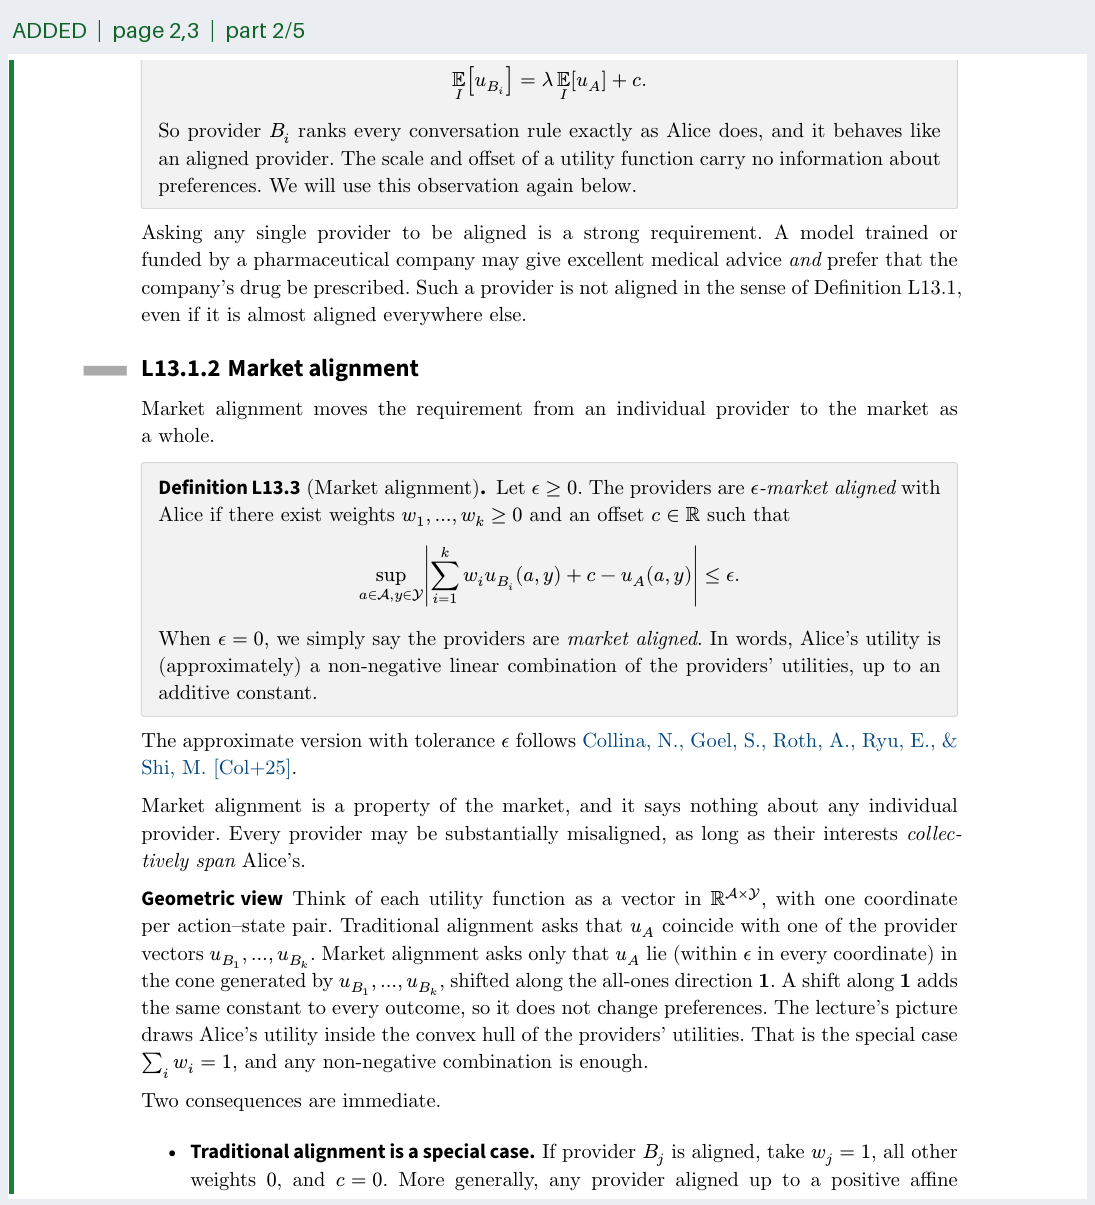 ADDED | page 2,3 | part 2/5
𝔼_I[u_{B_i}] = λ 𝔼_I[u_A] + c.
So provider B_i ranks every conversation rule exactly as Alice does, and it behaves like
an aligned provider. The scale and offset of a utility function carry no information about
preferences. We will use this observation again below.
Asking any single provider to be aligned is a strong requirement. A model trained or
funded by a pharmaceutical company may give excellent medical advice and prefer that the
company's drug be prescribed. Such a provider is not aligned in the sense of Definition L13.1,
even if it is almost aligned everywhere else.
L13.1.2 Market alignment
Market alignment moves the requirement from an individual provider to the market as
a whole.
Definition L13.3 (Market alignment). Let ϵ ≥ 0. The providers are ϵ-market aligned with
Alice if there exist weights w_1, ..., w_k ≥ 0 and an offset c ∈ ℝ such that
sup_{a∈𝒜,y∈𝒴} |∑_{i=1}^{k} w_i u_{B_i}(a, y) + c − u_A(a, y)| ≤ ϵ.
When ϵ = 0, we simply say the providers are market aligned. In words, Alice's utility is
(approximately) a non-negative linear combination of the providers' utilities, up to an
additive constant.
The approximate version with tolerance ϵ follows Collina, N., Goel, S., Roth, A., Ryu, E., &
Shi, M. [Col+25].
Market alignment is a property of the market, and it says nothing about any individual
provider. Every provider may be substantially misaligned, as long as their interests collec-
tively span Alice's.
Geometric view Think of each utility function as a vector in ℝ^{𝒜×𝒴}, with one coordinate
per action–state pair. Traditional alignment asks that u_A coincide with one of the provider
vectors u_{B_1}, ..., u_{B_k}. Market alignment asks only that u_A lie (within ϵ in every coordinate) in
the cone generated by u_{B_1}, ..., u_{B_k}, shifted along the all-ones direction 1. A shift along 1 adds
the same constant to every outcome, so it does not change preferences. The lecture's picture
draws Alice's utility inside the convex hull of the providers' utilities. That is the special case
∑_i w_i = 1, and any non-negative combination is enough.
Two consequences are immediate.
• Traditional alignment is a special case. If provider B_j is aligned, take w_j = 1, all other
weights 0, and c = 0. More generally, any provider aligned up to a positive affine